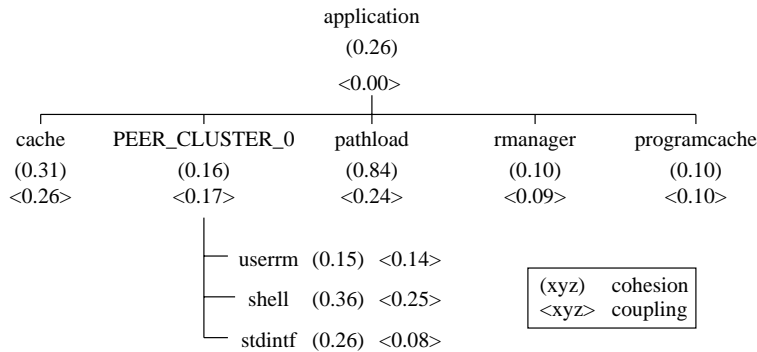 application
(0.26)
<0.00>
cache PEER_CLUSTER_0 pathload rmanager programcache
(0.31) (0.16) (0.84) (0.10) (0.10)
<0.26> <0.17> <0.24> <0.09> <0.10>
userrm (0.15) <0.14>
shell (0.36) <0.25>
stdintf (0.26) <0.08>
(xyz) cohesion
<xyz> coupling